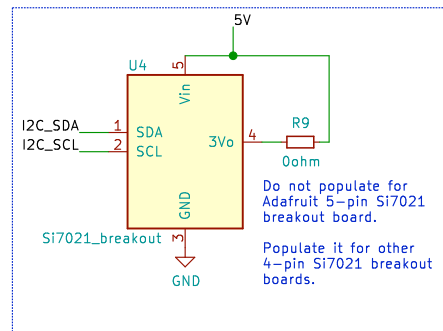 5V
U4
5
Vin
I2C_SDA 1 SDA
I2C_SCL 2 SCL
3Vo 4
R9
0ohm
GND
3
Si7021_breakout
GND
Do not populate for
Adafruit 5-pin Si7021
breakout board.
Populate it for other
4-pin Si7021 breakout
boards.